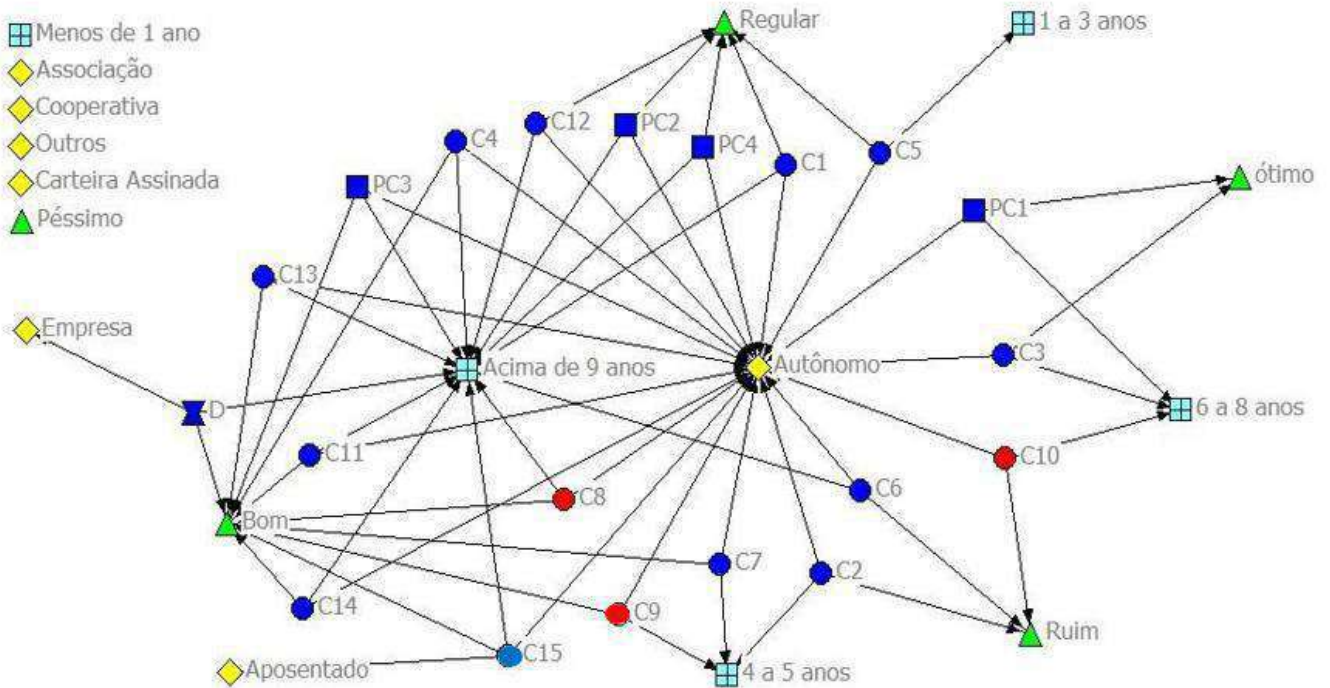 Menos de 1 ano
Associação
Cooperativa
Outros
Carteira Assinada
Péssimo
Regular
1 a 3 anos
C12
PC2
C4
PC4
C1
C5
PC3
ótimo
PC1
C13
Empresa
C3
Acima de 9 anos
Autônomo
D
6 a 8 anos
C11
C10
C8
C6
Bom
C7
C2
C14
C9
Ruim
C15
Aposentado
4 a 5 anos